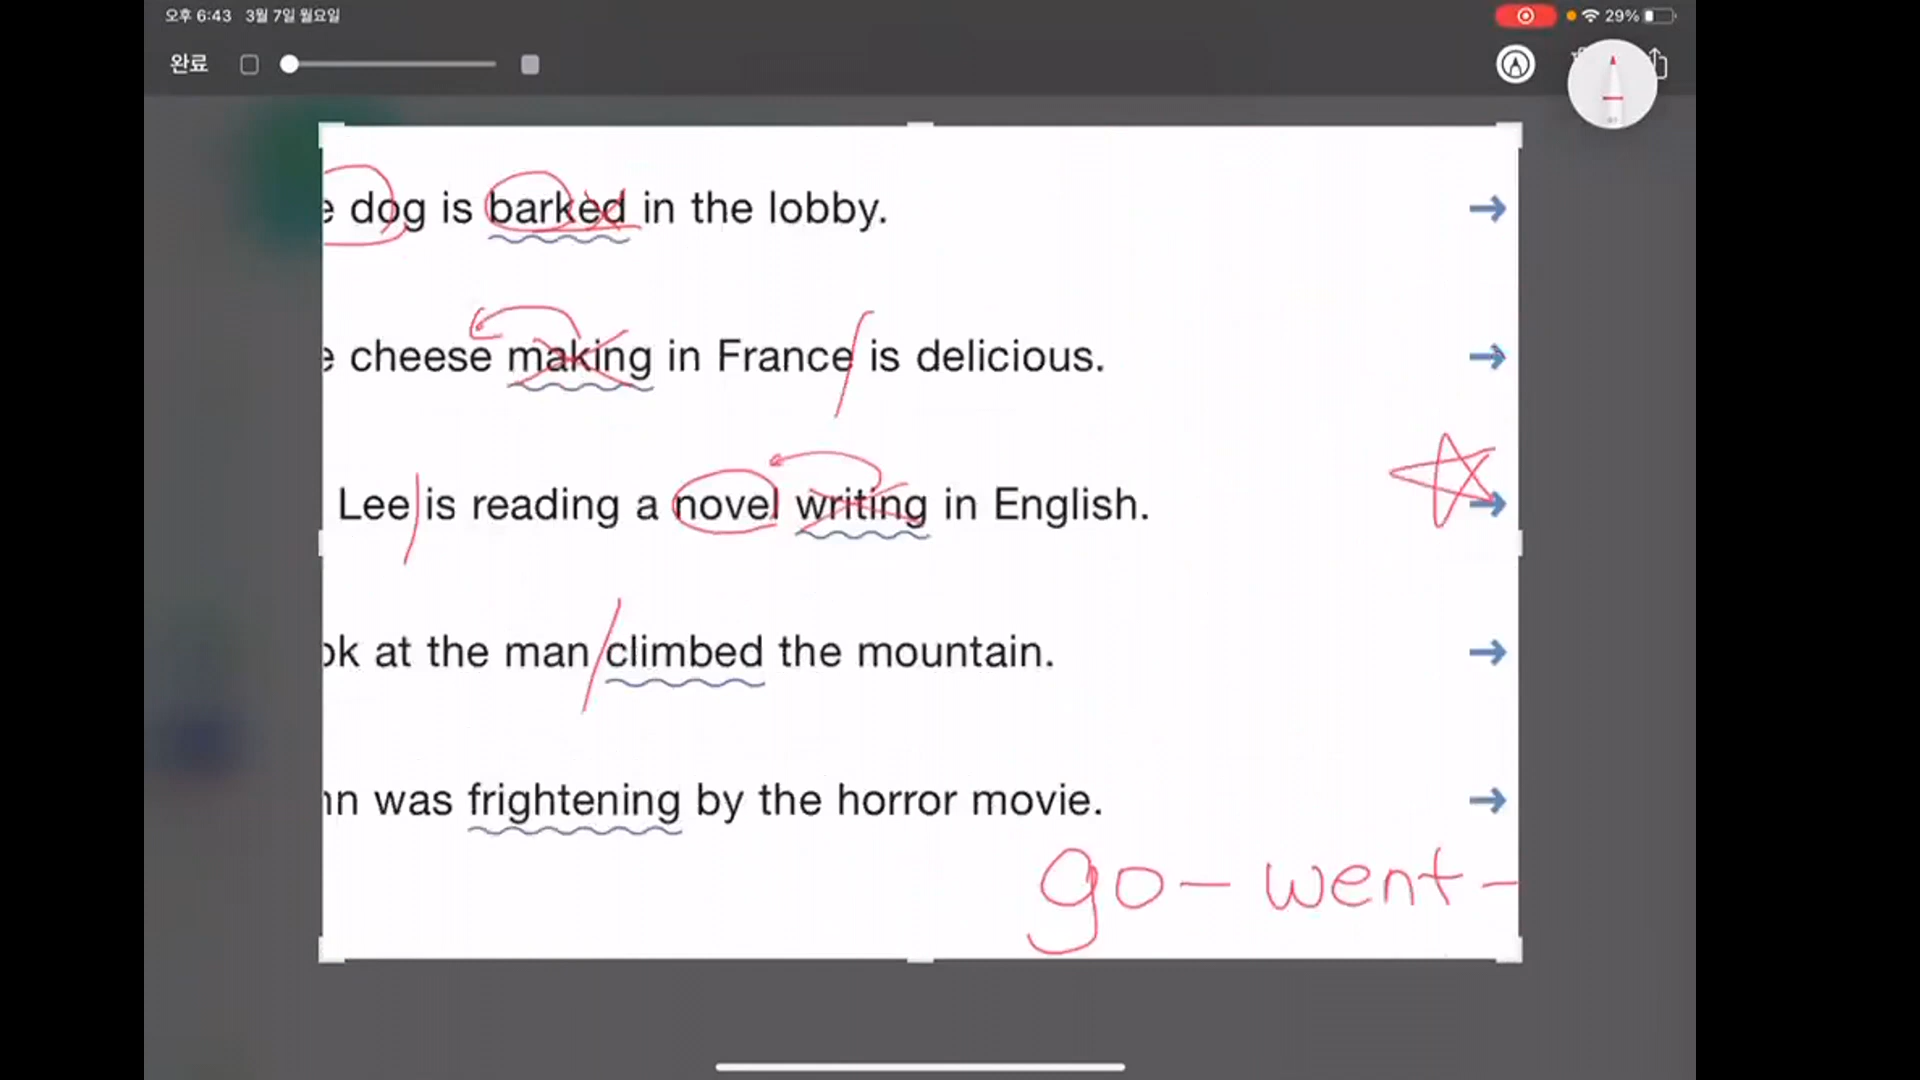 오후 6:43 3월 7일 월요일 29%
완료
dog is barked in the lobby.
cheese making in France is delicious.
Lee is reading a novel writing in English.
at the man climbed the mountain.
was frightening by the horror movie.
go - went -